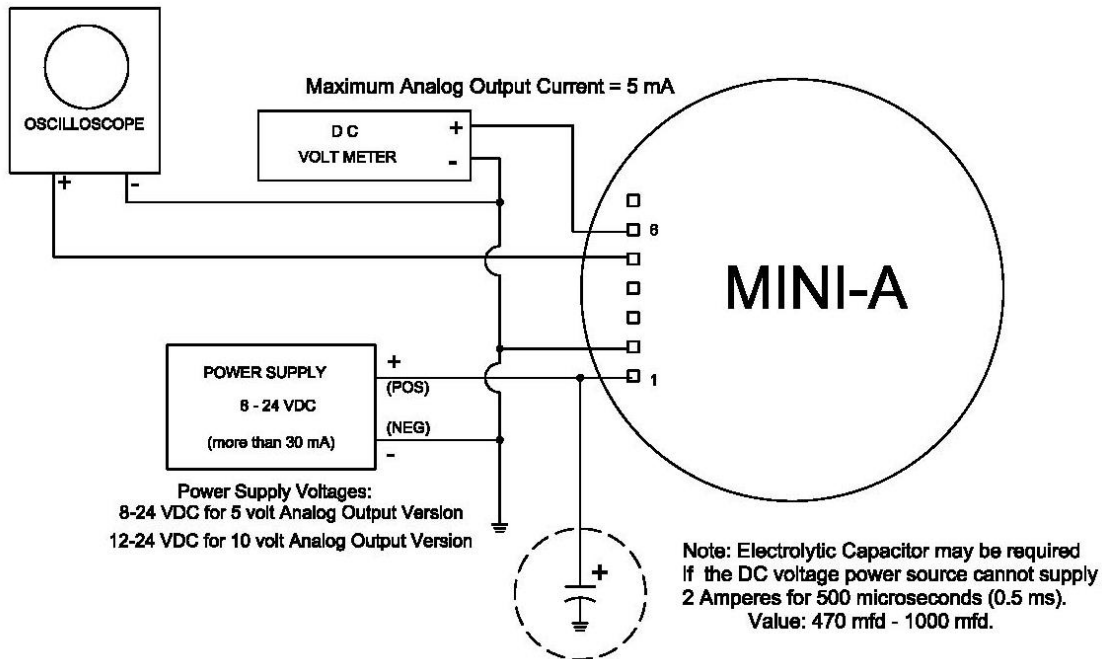 OSCILLOSCOPE
+ -
Maximum Analog Output Current = 5 mA
D C
VOLT METER
+
-
6
MINI-A
1
POWER SUPPLY
6 - 24 VDC
(more than 30 mA)
+
(POS)
(NEG)
-
Power Supply Voltages:
8-24 VDC for 5 volt Analog Output Version
12-24 VDC for 10 volt Analog Output Version
+
Note: Electrolytic Capacitor may be required
If the DC voltage power source cannot supply
2 Amperes for 500 microseconds (0.5 ms).
Value: 470 mfd - 1000 mfd.